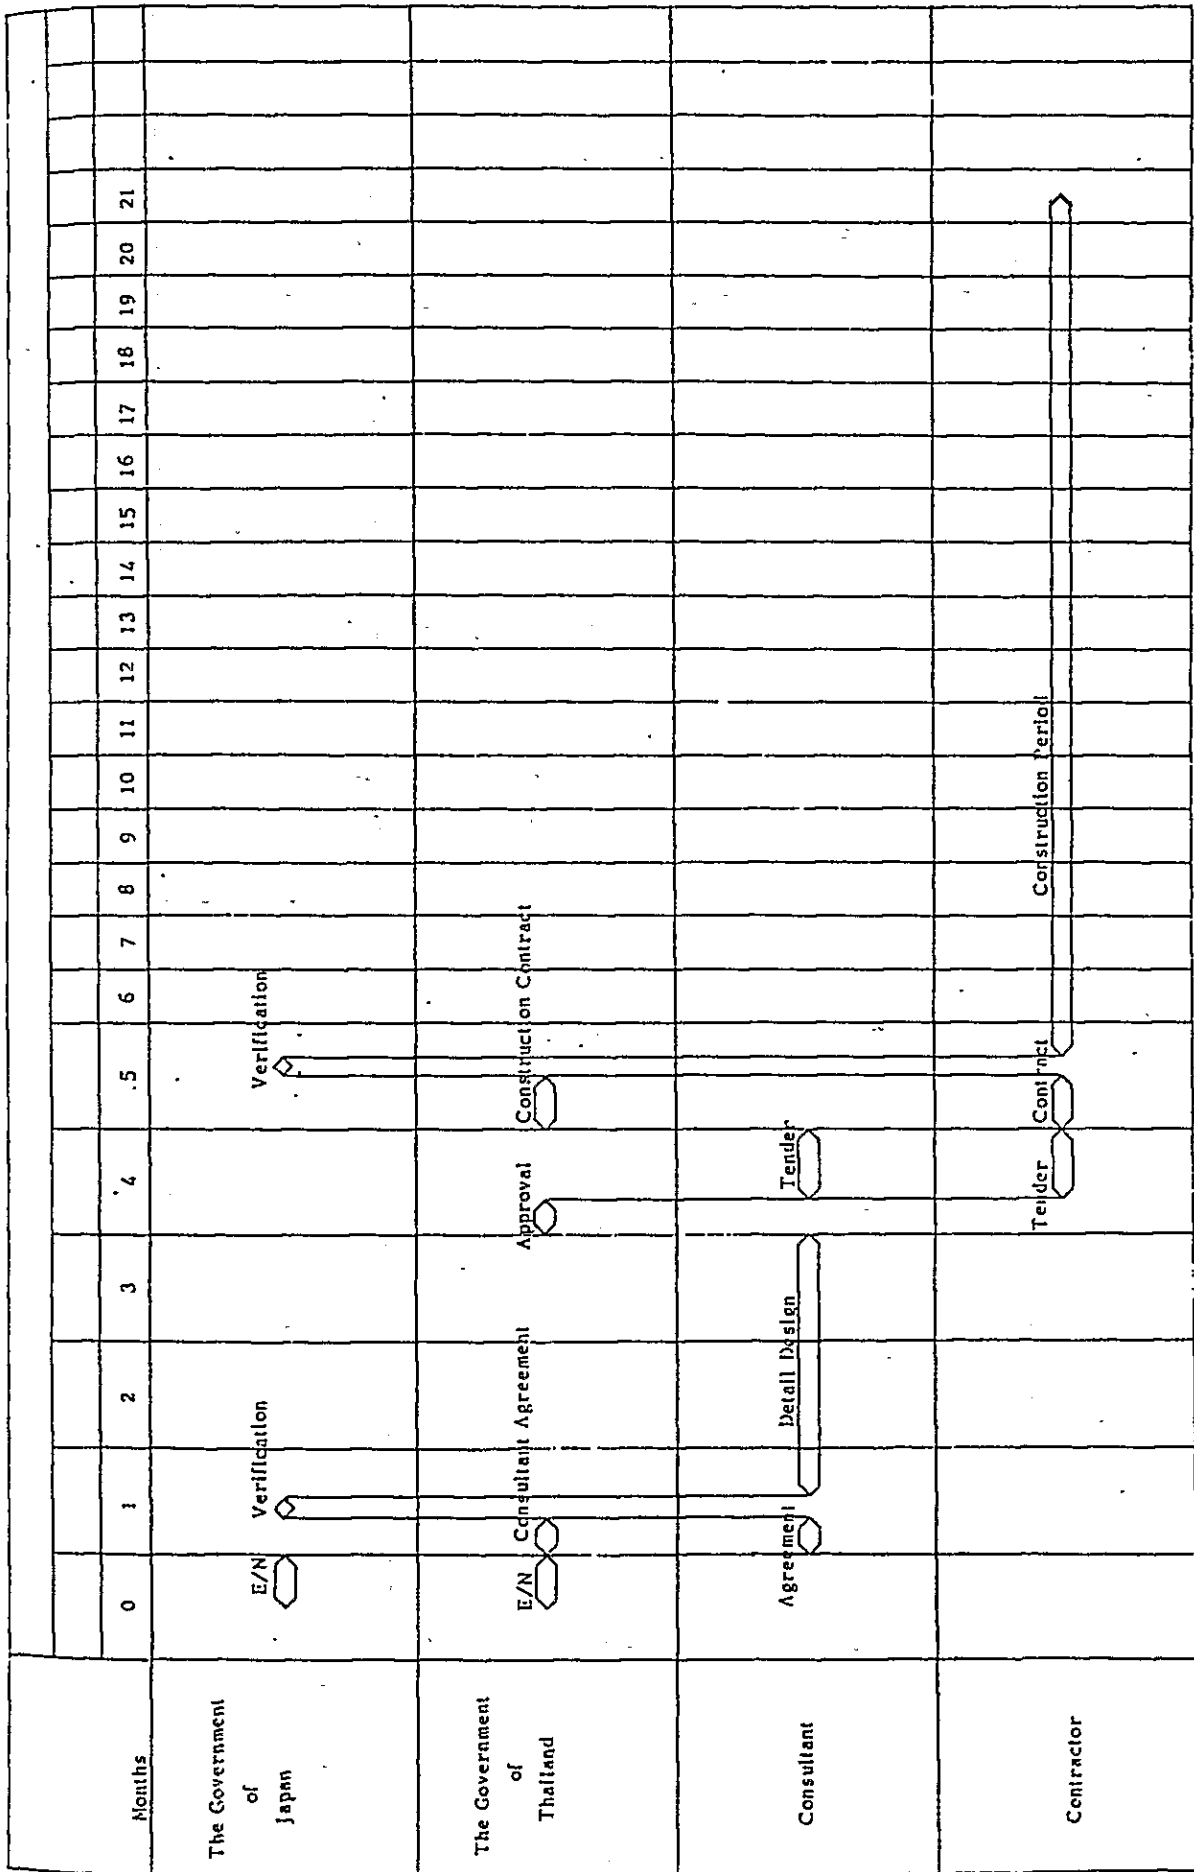 Months 0 1 2 3 4 5 6 7 8 9 10 11 12 13 14 15 16 17 18 19 20 21
The Government
of
Japan
E/N
Verification
Verification
The Government
of
Thailand
E/N
Consultant Agreement
Approval
Construction Contract
Consultant
Agreement
Detail Design
Tender
Tender
Contractor
Tender
Contract
Construction Period